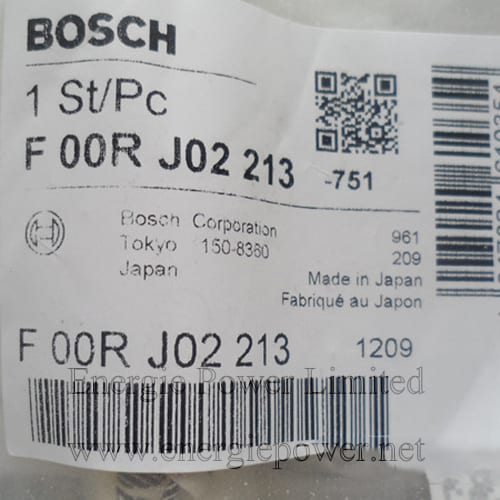 BOSCH
1 St/Pc
F 00R J02 213 -751
Bosch Corporation
Tokyo 150-8360
Japan
961
209
Made in Japan
Fabriqué au Japon
F 00R J02 213 1209
Energie Power Limited
www.energiepower.net